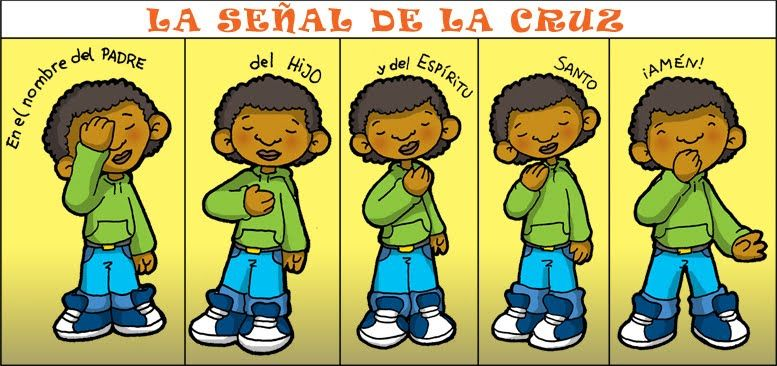 LA SEÑAL DE LA CRUZ
En el nombre del PADRE
del HIJO
y del ESPÍRITU
SANTO
¡AMÉN!